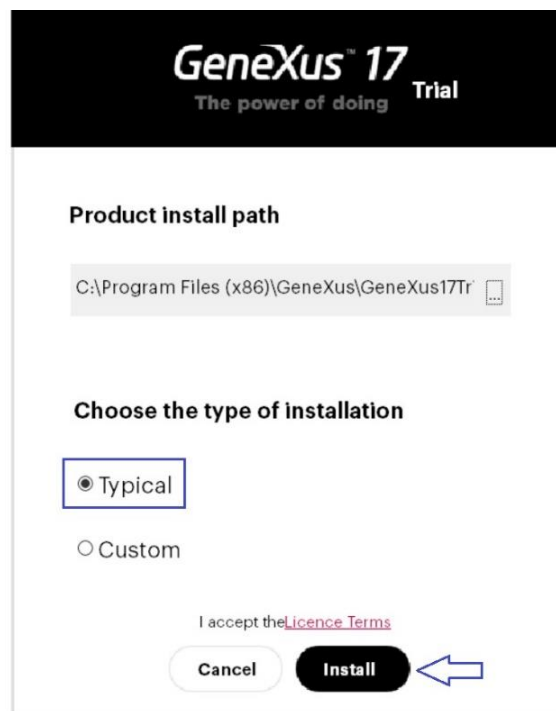 GeneXus™ 17
Trial
The power of doing
Product install path
C:\Program Files (x86)\GeneXus\GeneXus17Tr
...
Choose the type of installation
Typical
Custom
I accept theLicence Terms
Cancel
Install